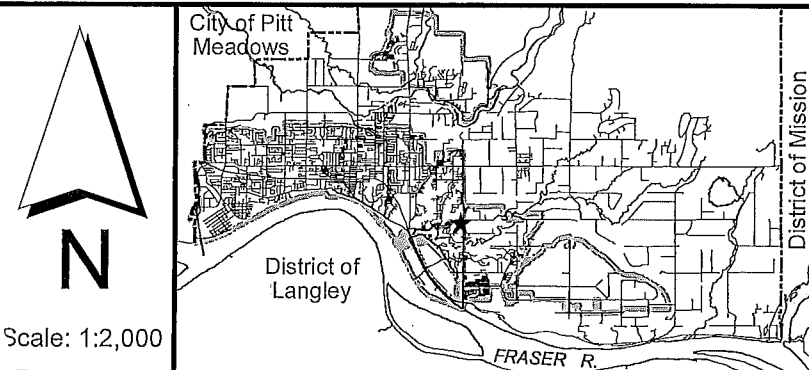 City of Pitt
Meadows
District of Mission
District of
Langley
N
Scale: 1:2,000
FRASER R.